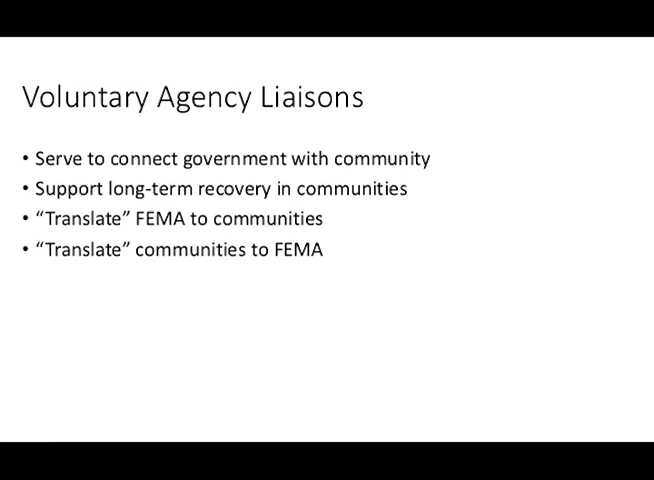 Voluntary Agency Liaisons
• Serve to connect government with community
• Support long-term recovery in communities
• “Translate” FEMA to communities
• “Translate” communities to FEMA